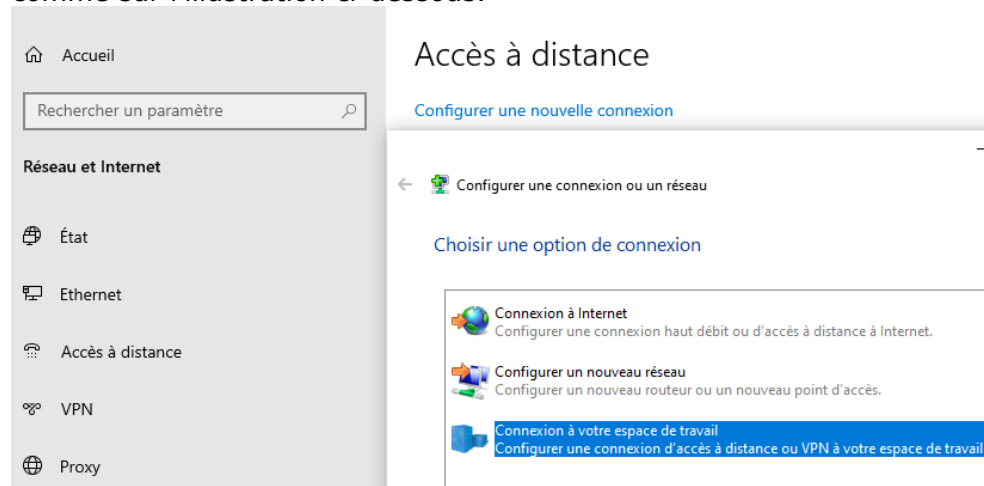 Accueil
Rechercher un paramètre
Réseau et Internet
État
Ethernet
Accès à distance
VPN
Proxy
Accès à distance
Configurer une nouvelle connexion
Configurer une connexion ou un réseau
Choisir une option de connexion
Connexion à Internet
Configurer une connexion haut débit ou d'accès à distance à Internet.
Configurer un nouveau réseau
Configurer un nouveau routeur ou un nouveau point d'accès.
Connexion à votre espace de travail
Configurer une connexion d'accès à distance ou VPN à votre espace de travail